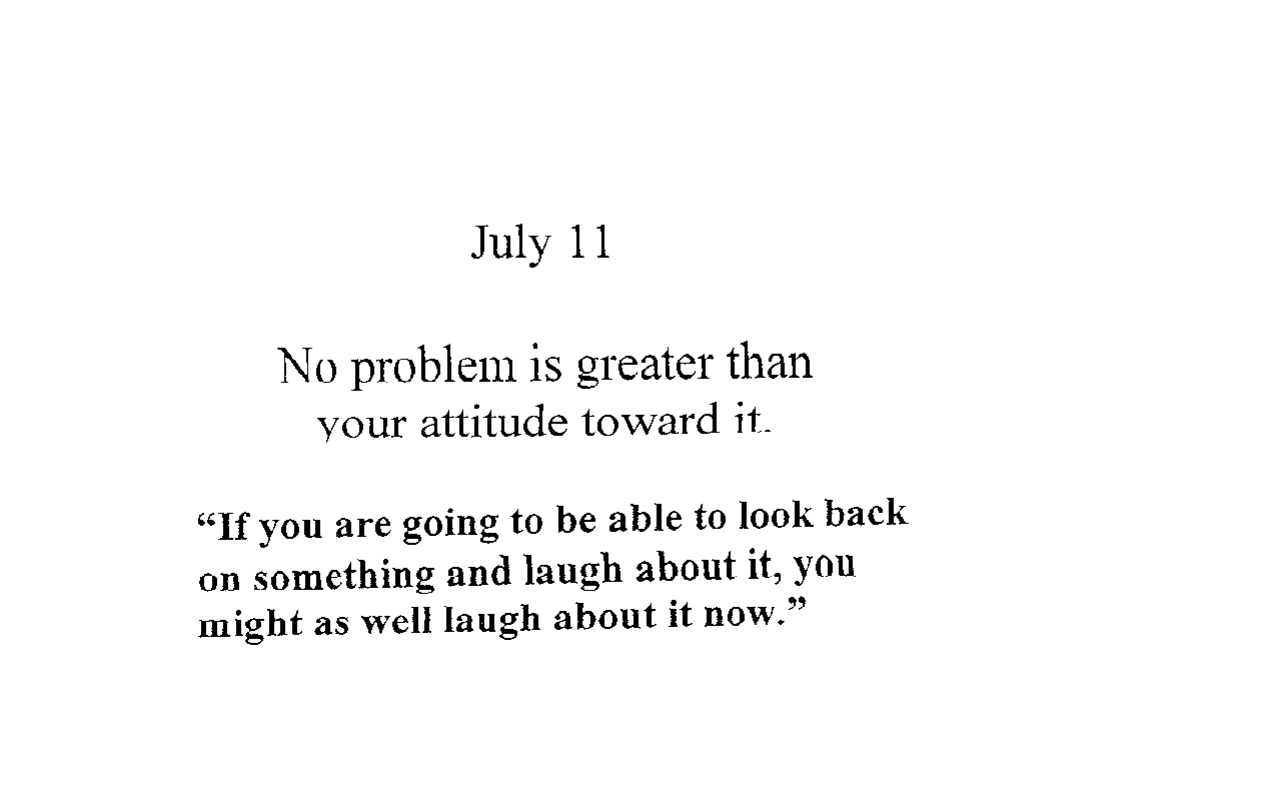 July 11
No problem is greater than
your attitude toward it.
“If you are going to be able to look back
on something and laugh about it, you
might as well laugh about it now.”